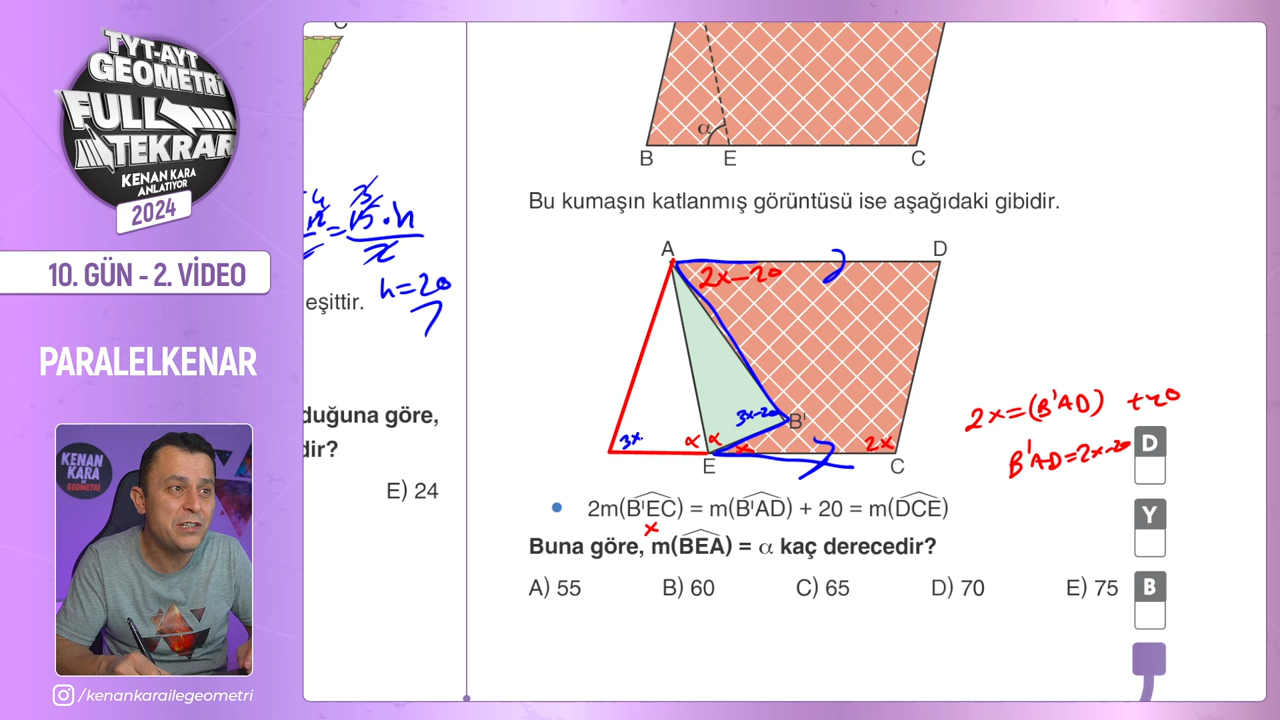 TYT-AYT
GEOMETRİ
FULL
TEKRAR
KENAN KARA
ANLATIYOR
2024
10. GÜN - 2. VİDEO
PARALELKENAR
KENAN
KARA
GEOMETRİ
/kenankarailegeometri
15.h
h=20
eşittir.
duğuna göre,
dir?
E) 24
α
B E C
Bu kumaşın katlanmış görüntüsü ise aşağıdaki gibidir.
A D
2x-20
3x-20
B'
3x α α x 2x
E C
2x=(B'AD) +20
B'AD=2x-20
• 2m(B'EC) = m(B'AD) + 20 = m(DCE)
x
Buna göre, m(BEA) = α kaç derecedir?
A) 55 B) 60 C) 65 D) 70 E) 75
D
Y
B